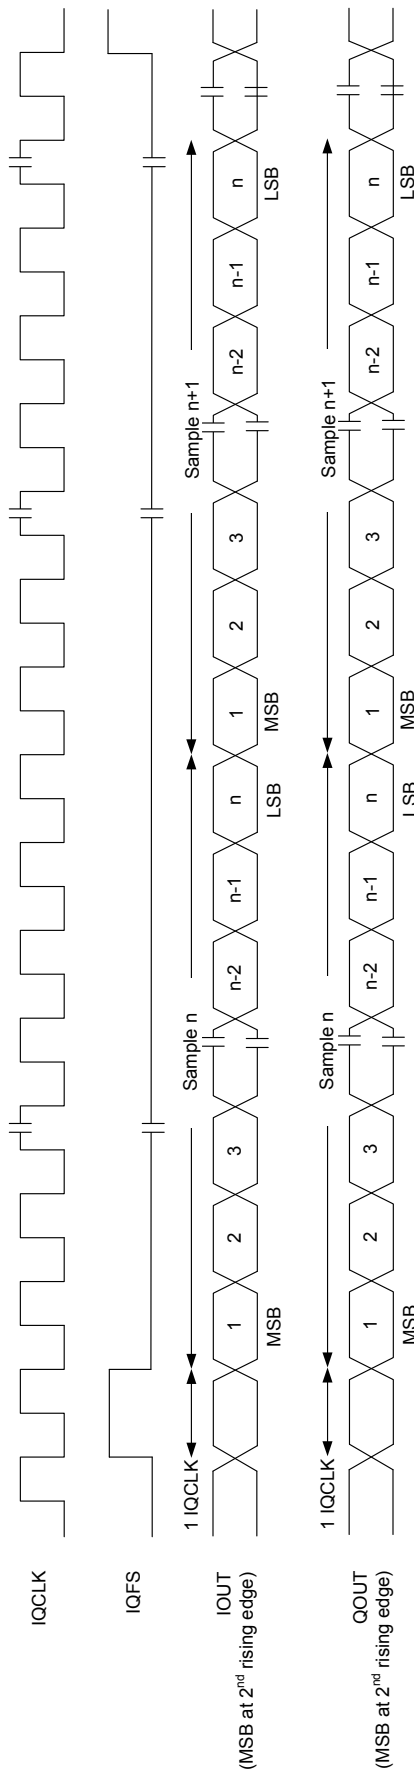 IQCLK
IQFS
1 IQCLK Sample n Sample n+1
IOUT
(MSB at 2nd rising edge)
1 2 3 n-2 n-1 n 1 2 3 n-2 n-1 n
MSB LSB MSB LSB
1 IQCLK Sample n Sample n+1
QOUT
(MSB at 2nd rising edge)
1 2 3 n-2 n-1 n 1 2 3 n-2 n-1 n
MSB LSB MSB LSB